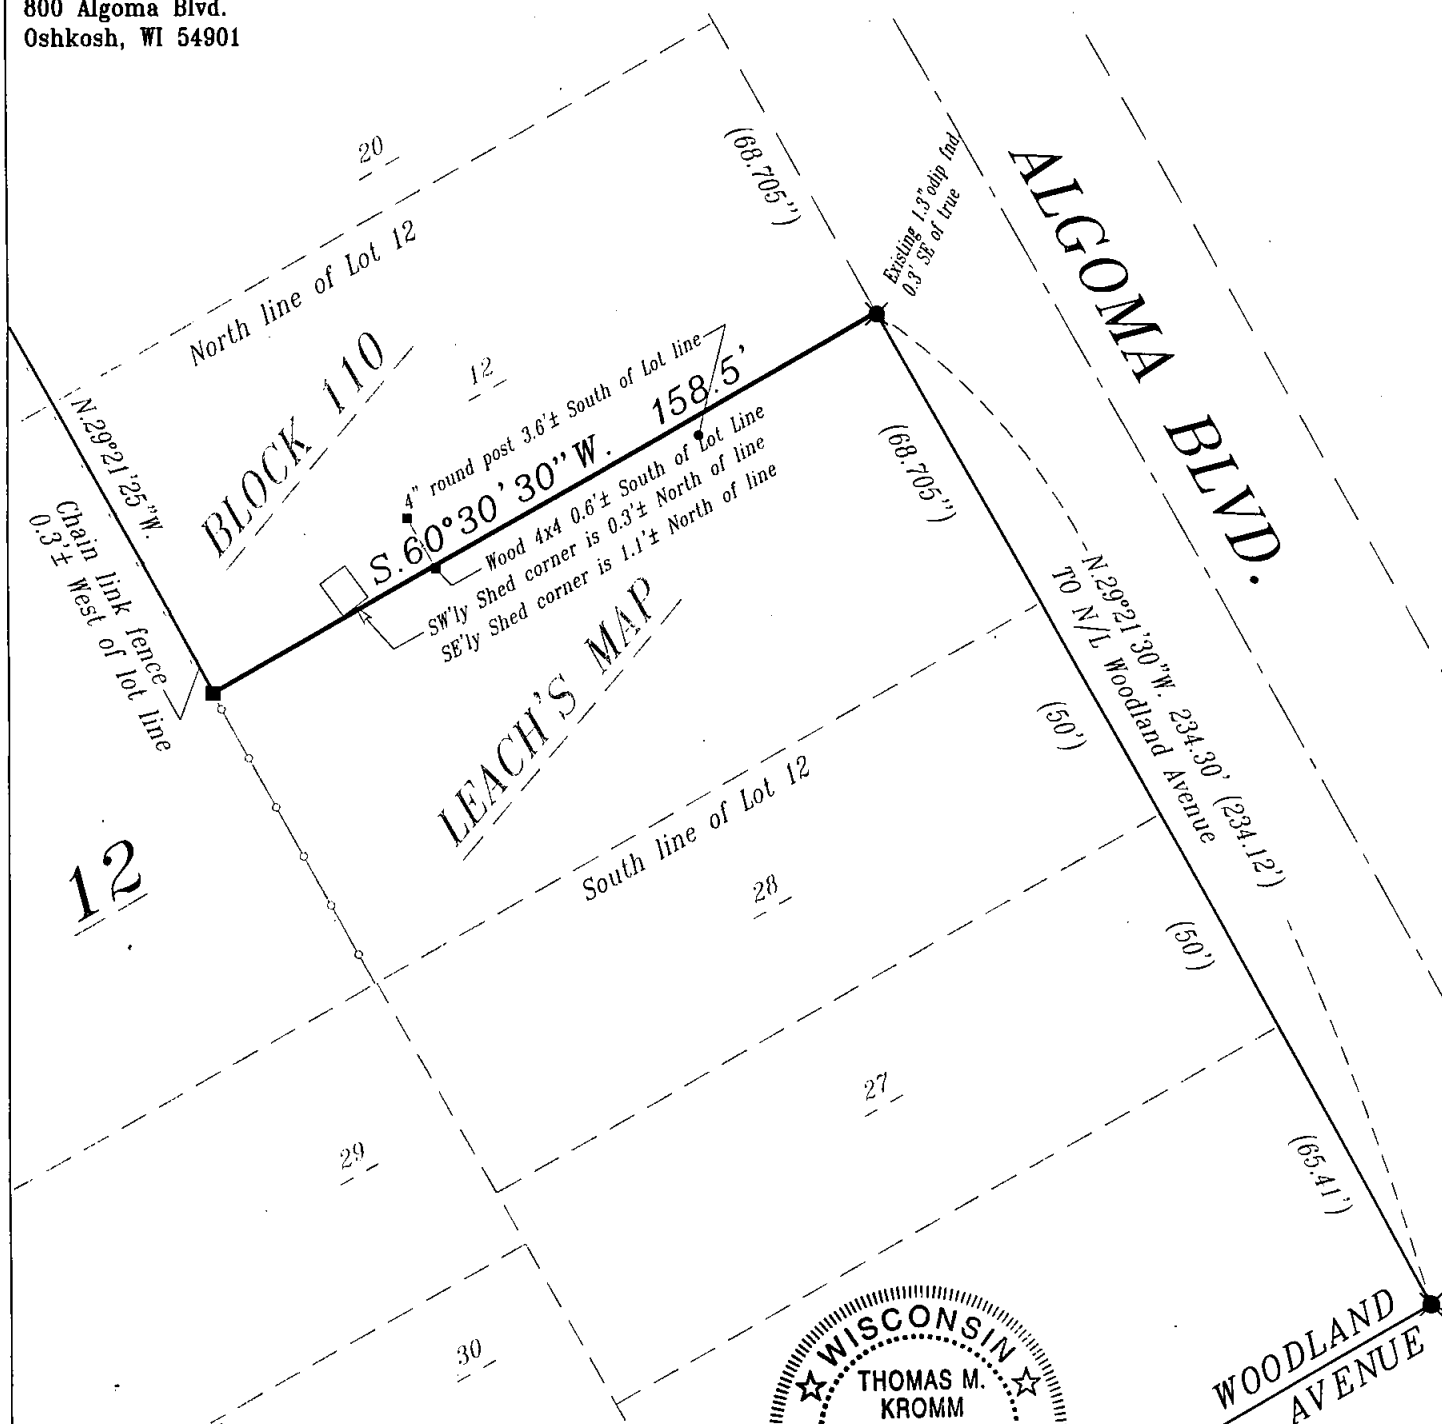 800 Algoma Blvd.
Oshkosh, WI 54901
20
(68.705'')
Existing 1.3"odip fnd.
0.3' SE of true
ALGOMA BLVD.
North line of Lot 12
BLOCK 110
12
4" round post 3.6'± South of Lot line
S.60°30'30"W. 158.5'
Wood 4x4 0.6'± South of Lot Line
SW'ly Shed corner is 0.3'± North of line
SE'ly Shed corner is 1.1'± North of line
N.29°21'25"W.
Chain link fence
0.3'± West of lot line
(68.705'')
N.29°21'30"W. 234.30' (234.12')
TO N/L Woodland Avenue
LEACH'S MAP
(50')
South line of Lot 12
12
28
(50')
27
29
(65.41')
30
WOODLAND
AVENUE
WISCONSIN
THOMAS M.
KROMM